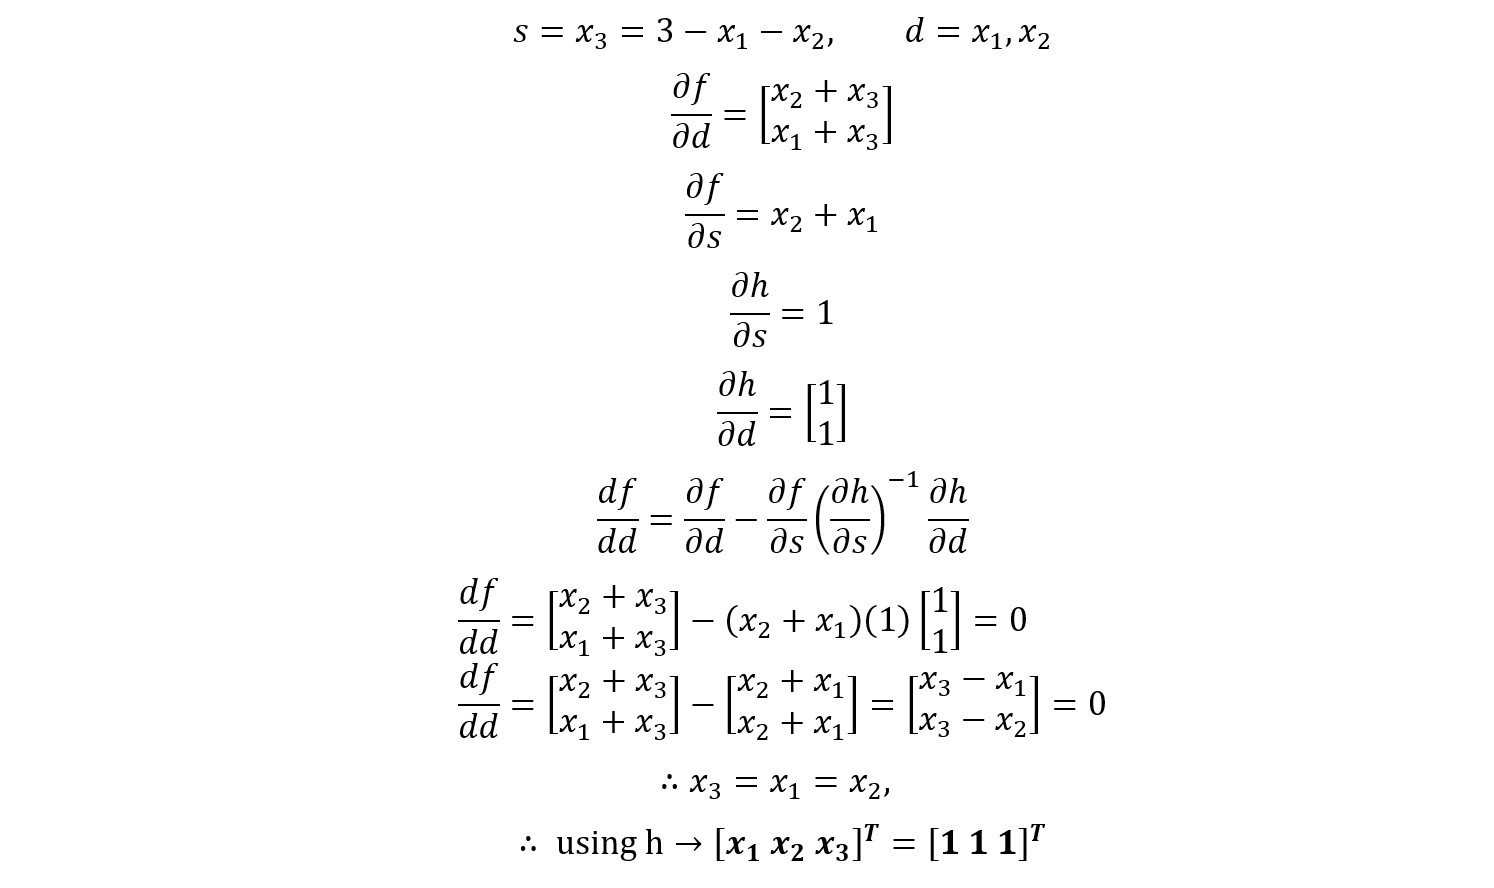 s = x₃ = 3 − x₁ − x₂, d = x₁, x₂
∂f/∂d = [x₂ + x₃; x₁ + x₃]
∂f/∂s = x₂ + x₁
∂h/∂s = 1
∂h/∂d = [1; 1]
df/dd = ∂f/∂d − ∂f/∂s (∂h/∂s)⁻¹ ∂h/∂d
df/dd = [x₂ + x₃; x₁ + x₃] − (x₂ + x₁)(1) [1; 1] = 0
df/dd = [x₂ + x₃; x₁ + x₃] − [x₂ + x₁; x₂ + x₁] = [x₃ − x₁; x₃ − x₂] = 0
∴ x₃ = x₁ = x₂,
∴ using h → [x₁ x₂ x₃]ᵀ = [1 1 1]ᵀ